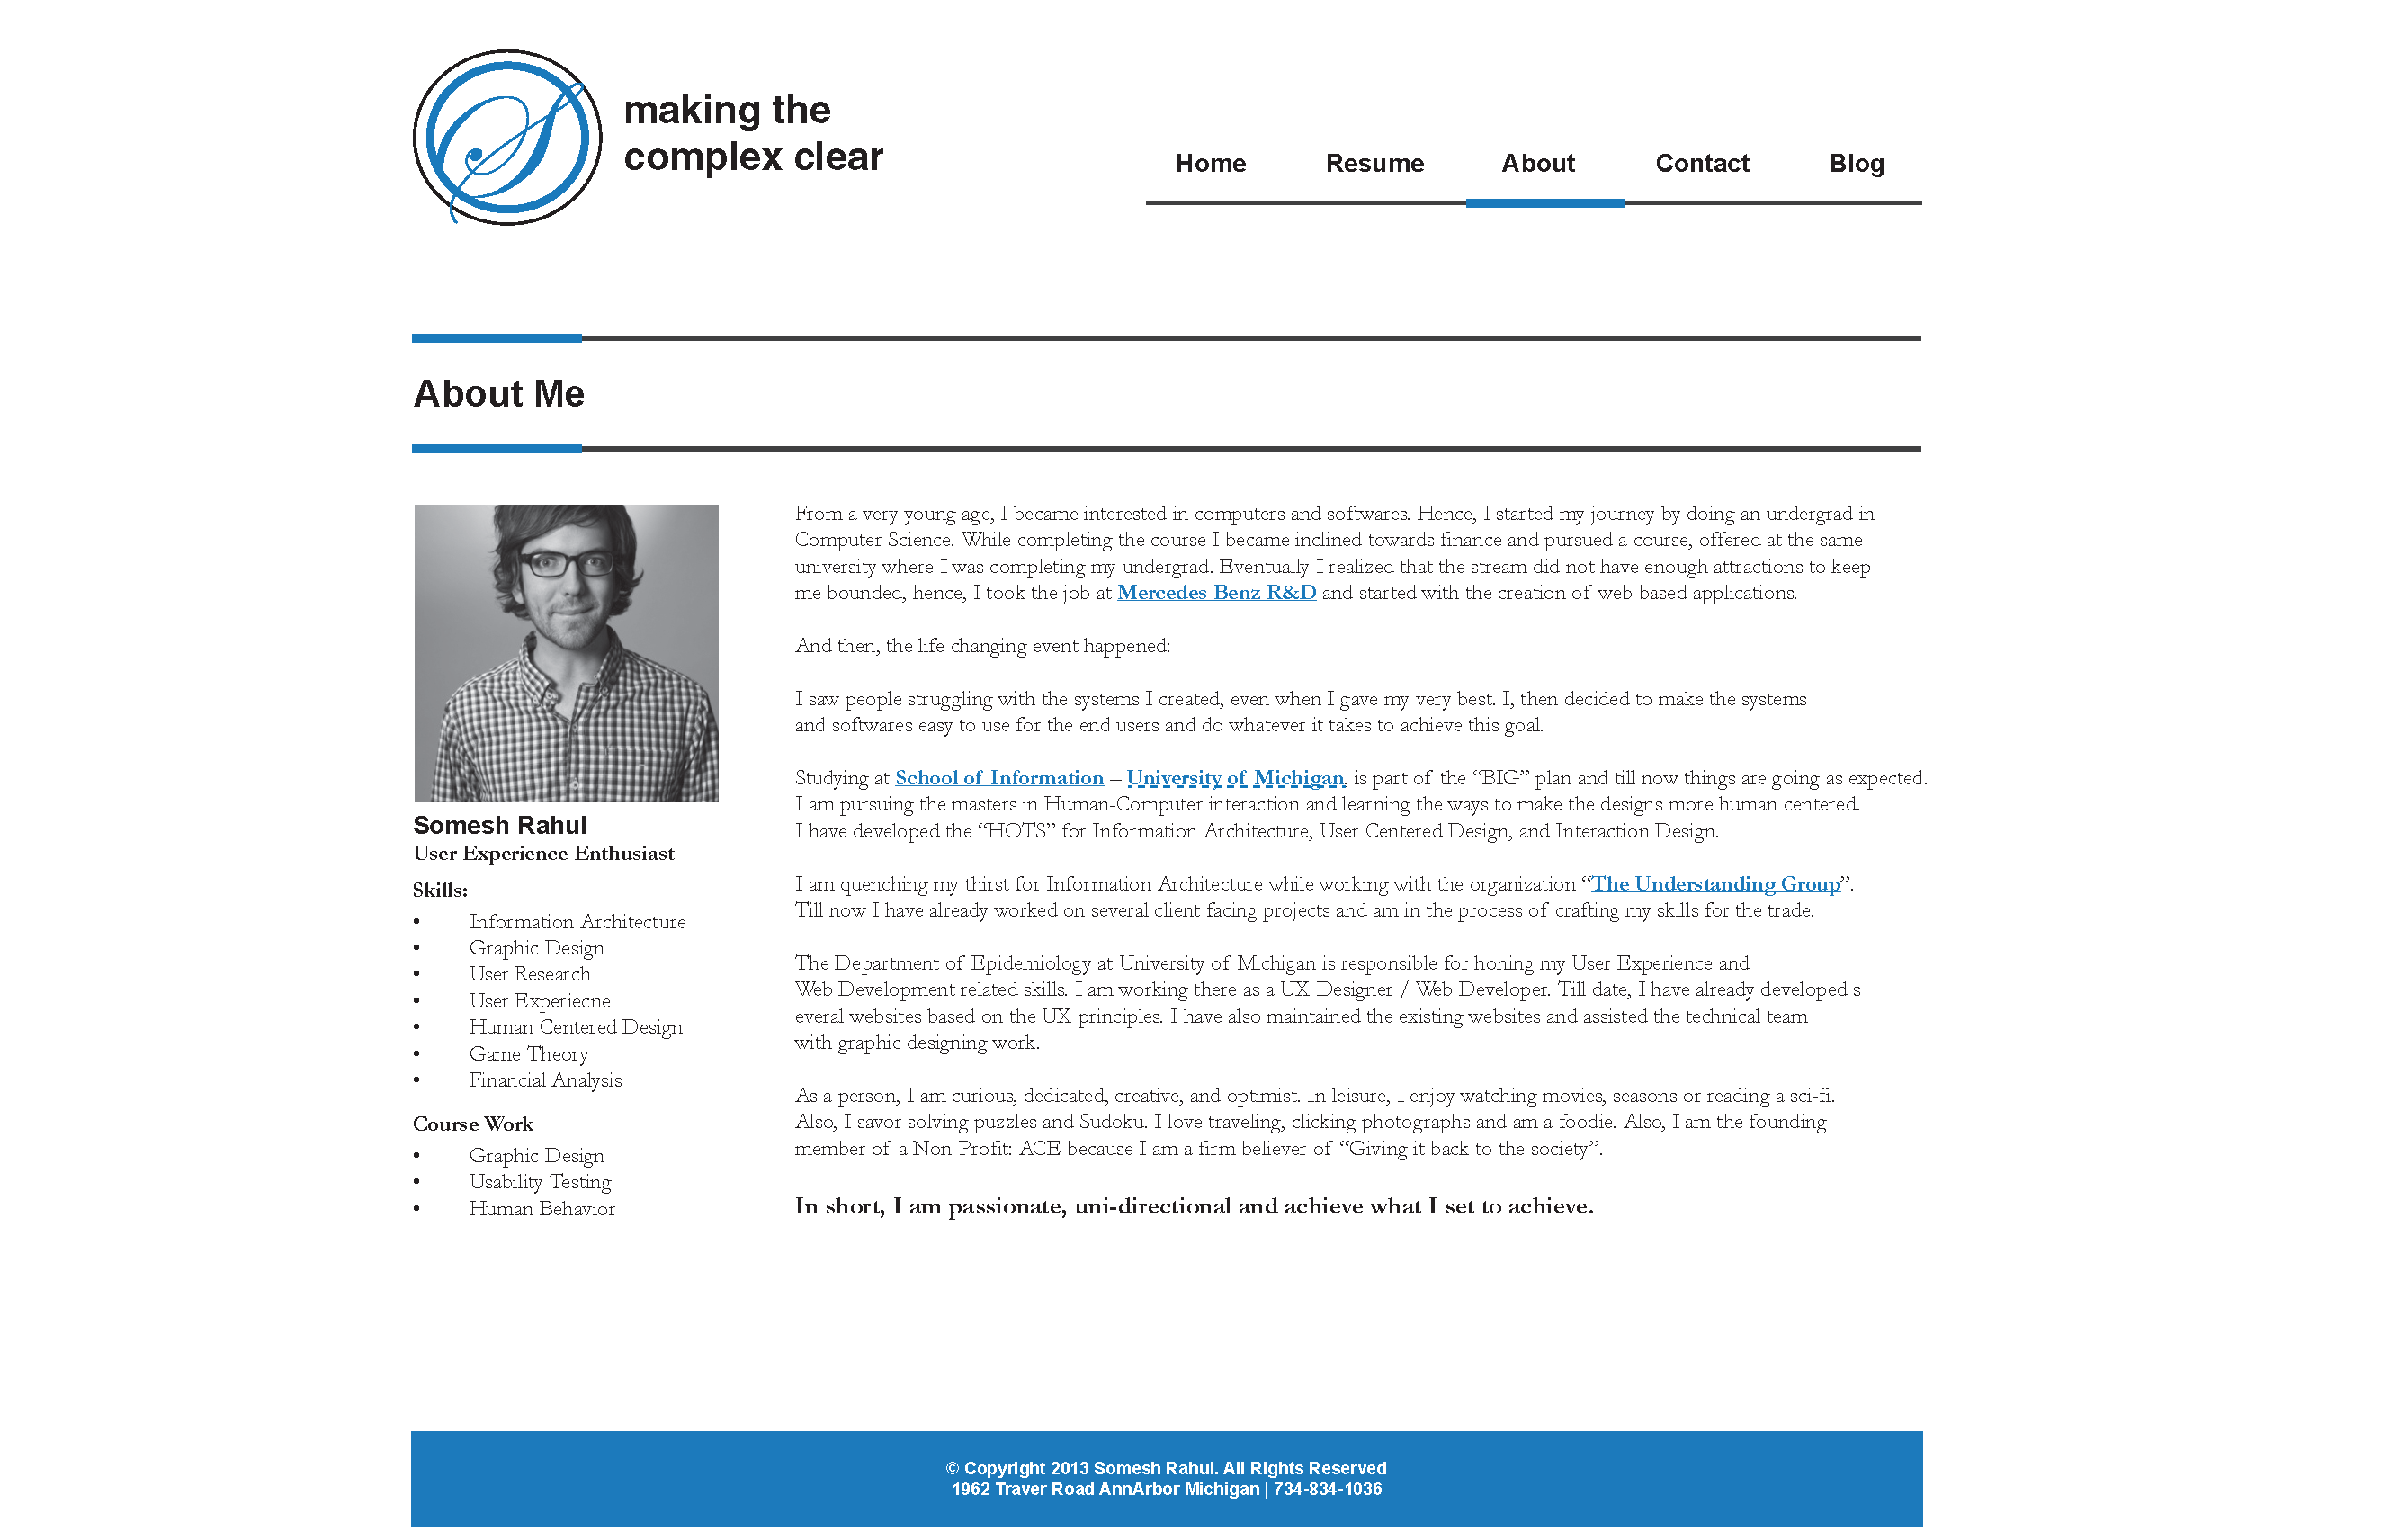 making the
complex clear
Home Resume About Contact Blog
About Me
Somesh Rahul
User Experience Enthusiast
Skills:
• Information Architecture
• Graphic Design
• User Research
• User Experiecne
• Human Centered Design
• Game Theory
• Financial Analysis
Course Work
• Graphic Design
• Usability Testing
• Human Behavior
From a very young age, I became interested in computers and softwares. Hence, I started my journey by doing an undergrad in
Computer Science. While completing the course I became inclined towards finance and pursued a course, offered at the same
university where I was completing my undergrad. Eventually I realized that the stream did not have enough attractions to keep
me bounded, hence, I took the job at Mercedes Benz R&D and started with the creation of web based applications.
And then, the life changing event happened:
I saw people struggling with the systems I created, even when I gave my very best. I, then decided to make the systems
and softwares easy to use for the end users and do whatever it takes to achieve this goal.
Studying at School of Information – University of Michigan, is part of the “BIG” plan and till now things are going as expected.
I am pursuing the masters in Human-Computer interaction and learning the ways to make the designs more human centered.
I have developed the “HOTS” for Information Architecture, User Centered Design, and Interaction Design.
I am quenching my thirst for Information Architecture while working with the organization “The Understanding Group”.
Till now I have already worked on several client facing projects and am in the process of crafting my skills for the trade.
The Department of Epidemiology at University of Michigan is responsible for honing my User Experience and
Web Development related skills. I am working there as a UX Designer / Web Developer. Till date, I have already developed s
everal websites based on the UX principles. I have also maintained the existing websites and assisted the technical team
with graphic designing work.
As a person, I am curious, dedicated, creative, and optimist. In leisure, I enjoy watching movies, seasons or reading a sci-fi.
Also, I savor solving puzzles and Sudoku. I love traveling, clicking photographs and am a foodie. Also, I am the founding
member of a Non-Profit: ACE because I am a firm believer of “Giving it back to the society”.
In short, I am passionate, uni-directional and achieve what I set to achieve.
© Copyright 2013 Somesh Rahul. All Rights Reserved
1962 Traver Road AnnArbor Michigan | 734-834-1036